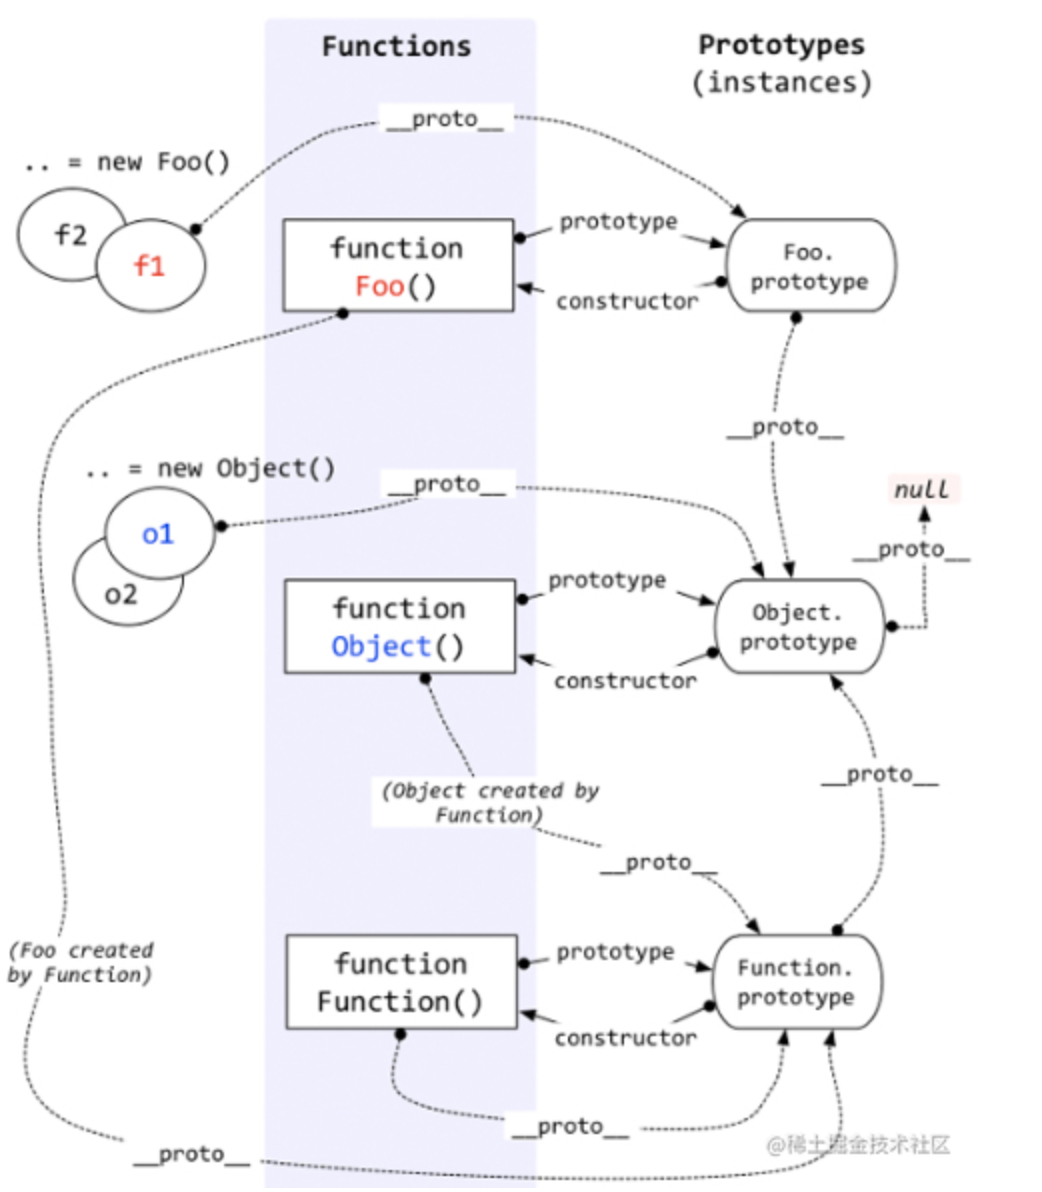 Functions
Prototypes
(instances)
__proto__
.. = new Foo()
f2
f1
function
Foo()
prototype
constructor
Foo.
prototype
__proto__
.. = new Object()
__proto__
null
__proto__
o1
o2
function
Object()
prototype
constructor
Object.
prototype
(Object created by
Function)
__proto__
__proto__
(Foo created
by Function)
function
Function()
prototype
constructor
Function.
prototype
__proto__
__proto__
@稀土掘金技术社区